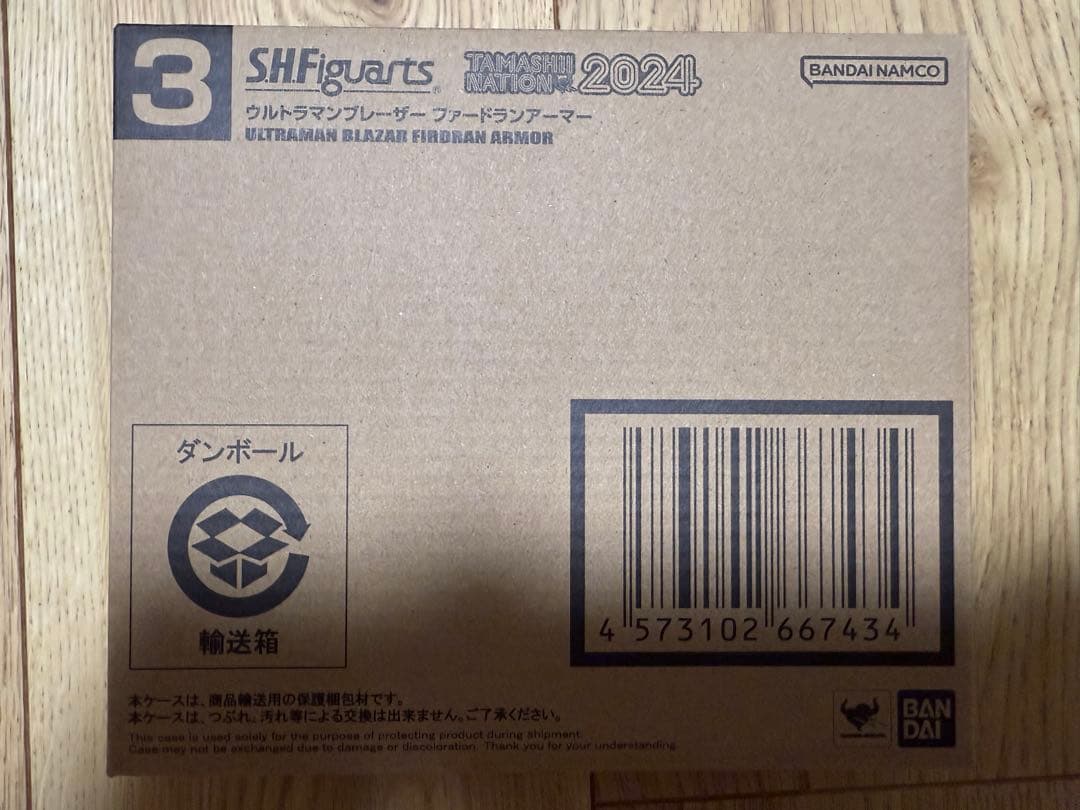 3
S.H.Figuarts
TAMASHII NATION 2024
BANDAI NAMCO
ウルトラマンブレーザー ファードランアーマー
ULTRAMAN BLAZAR FIRDRAN ARMOR
ダンボール
輸送箱
4 573102 667434
本ケースは、商品輸送用の保護梱包材です。
本ケースは、つぶれ、汚れ等による交換は出来ません。ご了承ください。
This case is used solely for the purpose of protecting product during shipment.
Case may not be exchanged due to damage or discoloration. Thank you for your understanding.
BAN
DAI